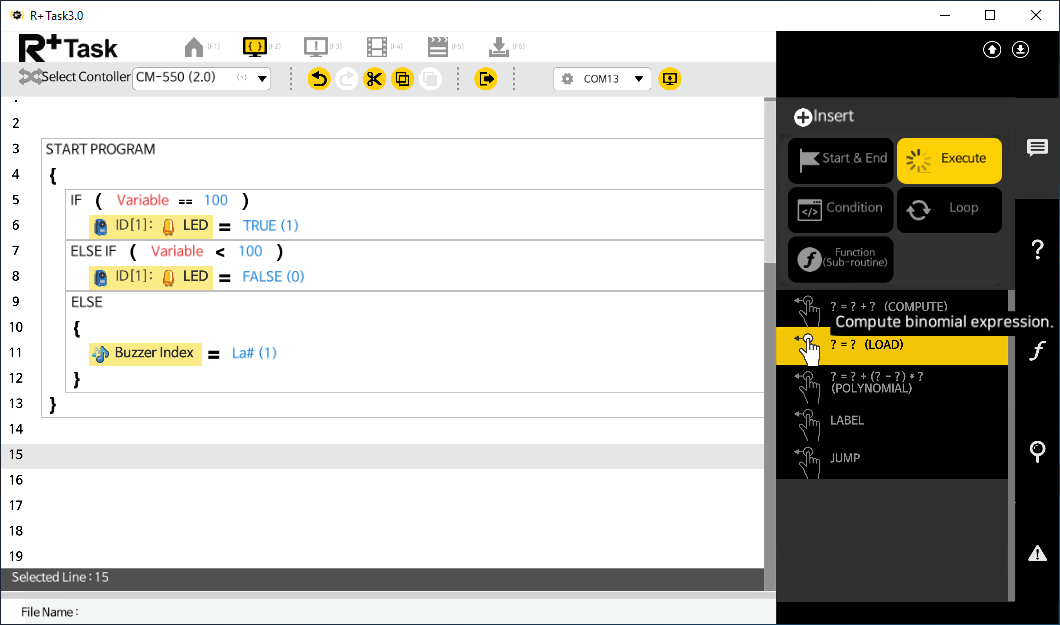 R+ Task3.0
R+Task
(F1)
(F2)
(F3)
(F4)
(F5)
(F6)
Select Contoller
CM-550 (2.0)
COM13
2
3 START PROGRAM
4 {
5 IF ( Variable == 100 )
6 ID[1]: LED = TRUE (1)
7 ELSE IF ( Variable < 100 )
8 ID[1]: LED = FALSE (0)
9 ELSE
10 {
11 Buzzer Index = La# (1)
12 }
13 }
14
15
16
17
18
19
Selected Line : 15
File Name :
Insert
Start & End
Execute
Condition
Loop
Function
(Sub-routine)
? = ? + ? (COMPUTE)
Compute binomial expression.
? = ? (LOAD)
? = ? + (? - ?) * ?
(POLYNOMIAL)
LABEL
JUMP